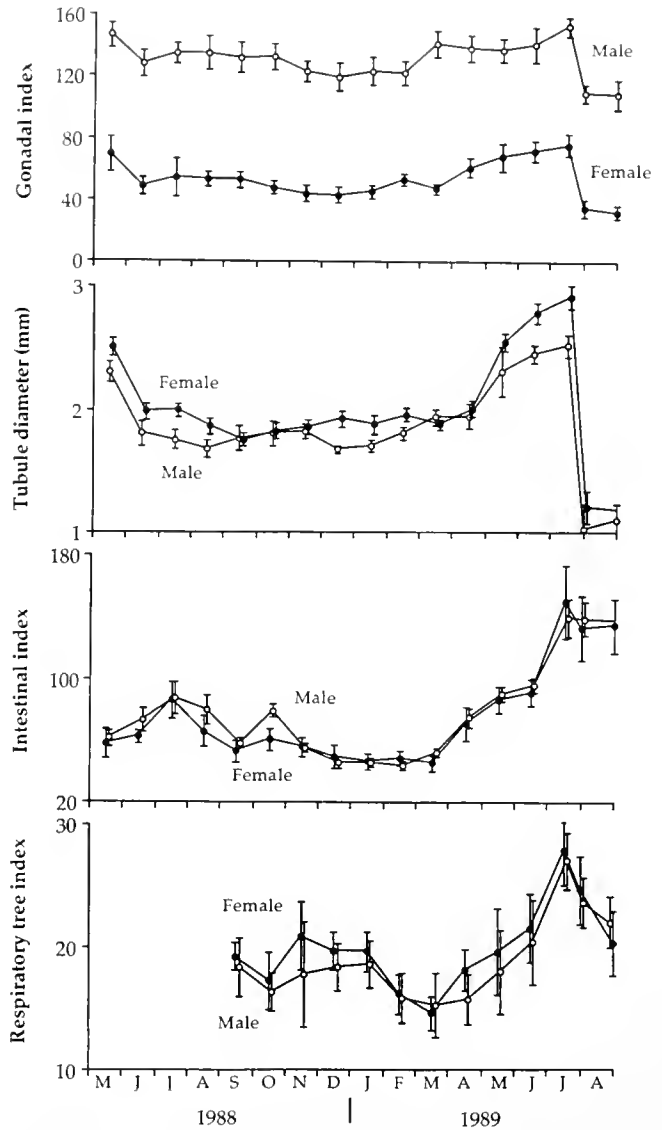 Gonadal index
160
120
80
40
0
Male
Female
Tubule diameter (mm)
3
2
1
Female
Male
Intestinal index
180
100
20
Male
Female
Respiratory tree index
30
20
10
Female
Male
M J J A S O N D J F M A M J J A
1988 1989